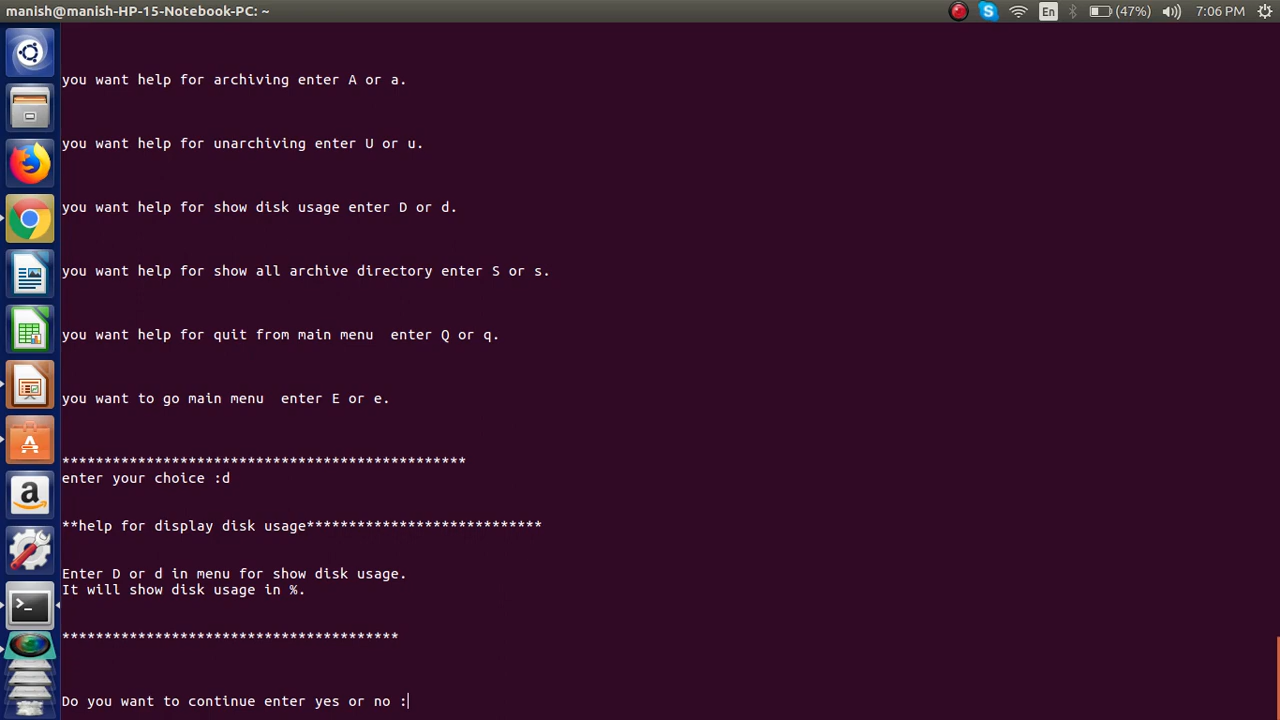 manish@manish-HP-15-Notebook-PC: ~
En
(47%)
7:06 PM
you want help for archiving enter A or a.
you want help for unarchiving enter U or u.
you want help for show disk usage enter D or d.
you want help for show all archive directory enter S or s.
you want help for quit from main menu  enter Q or q.
you want to go main menu  enter E or e.
************************************************
enter your choice :d
**help for display disk usage****************************
Enter D or d in menu for show disk usage.
It will show disk usage in %.
****************************************
Do you want to continue enter yes or no :